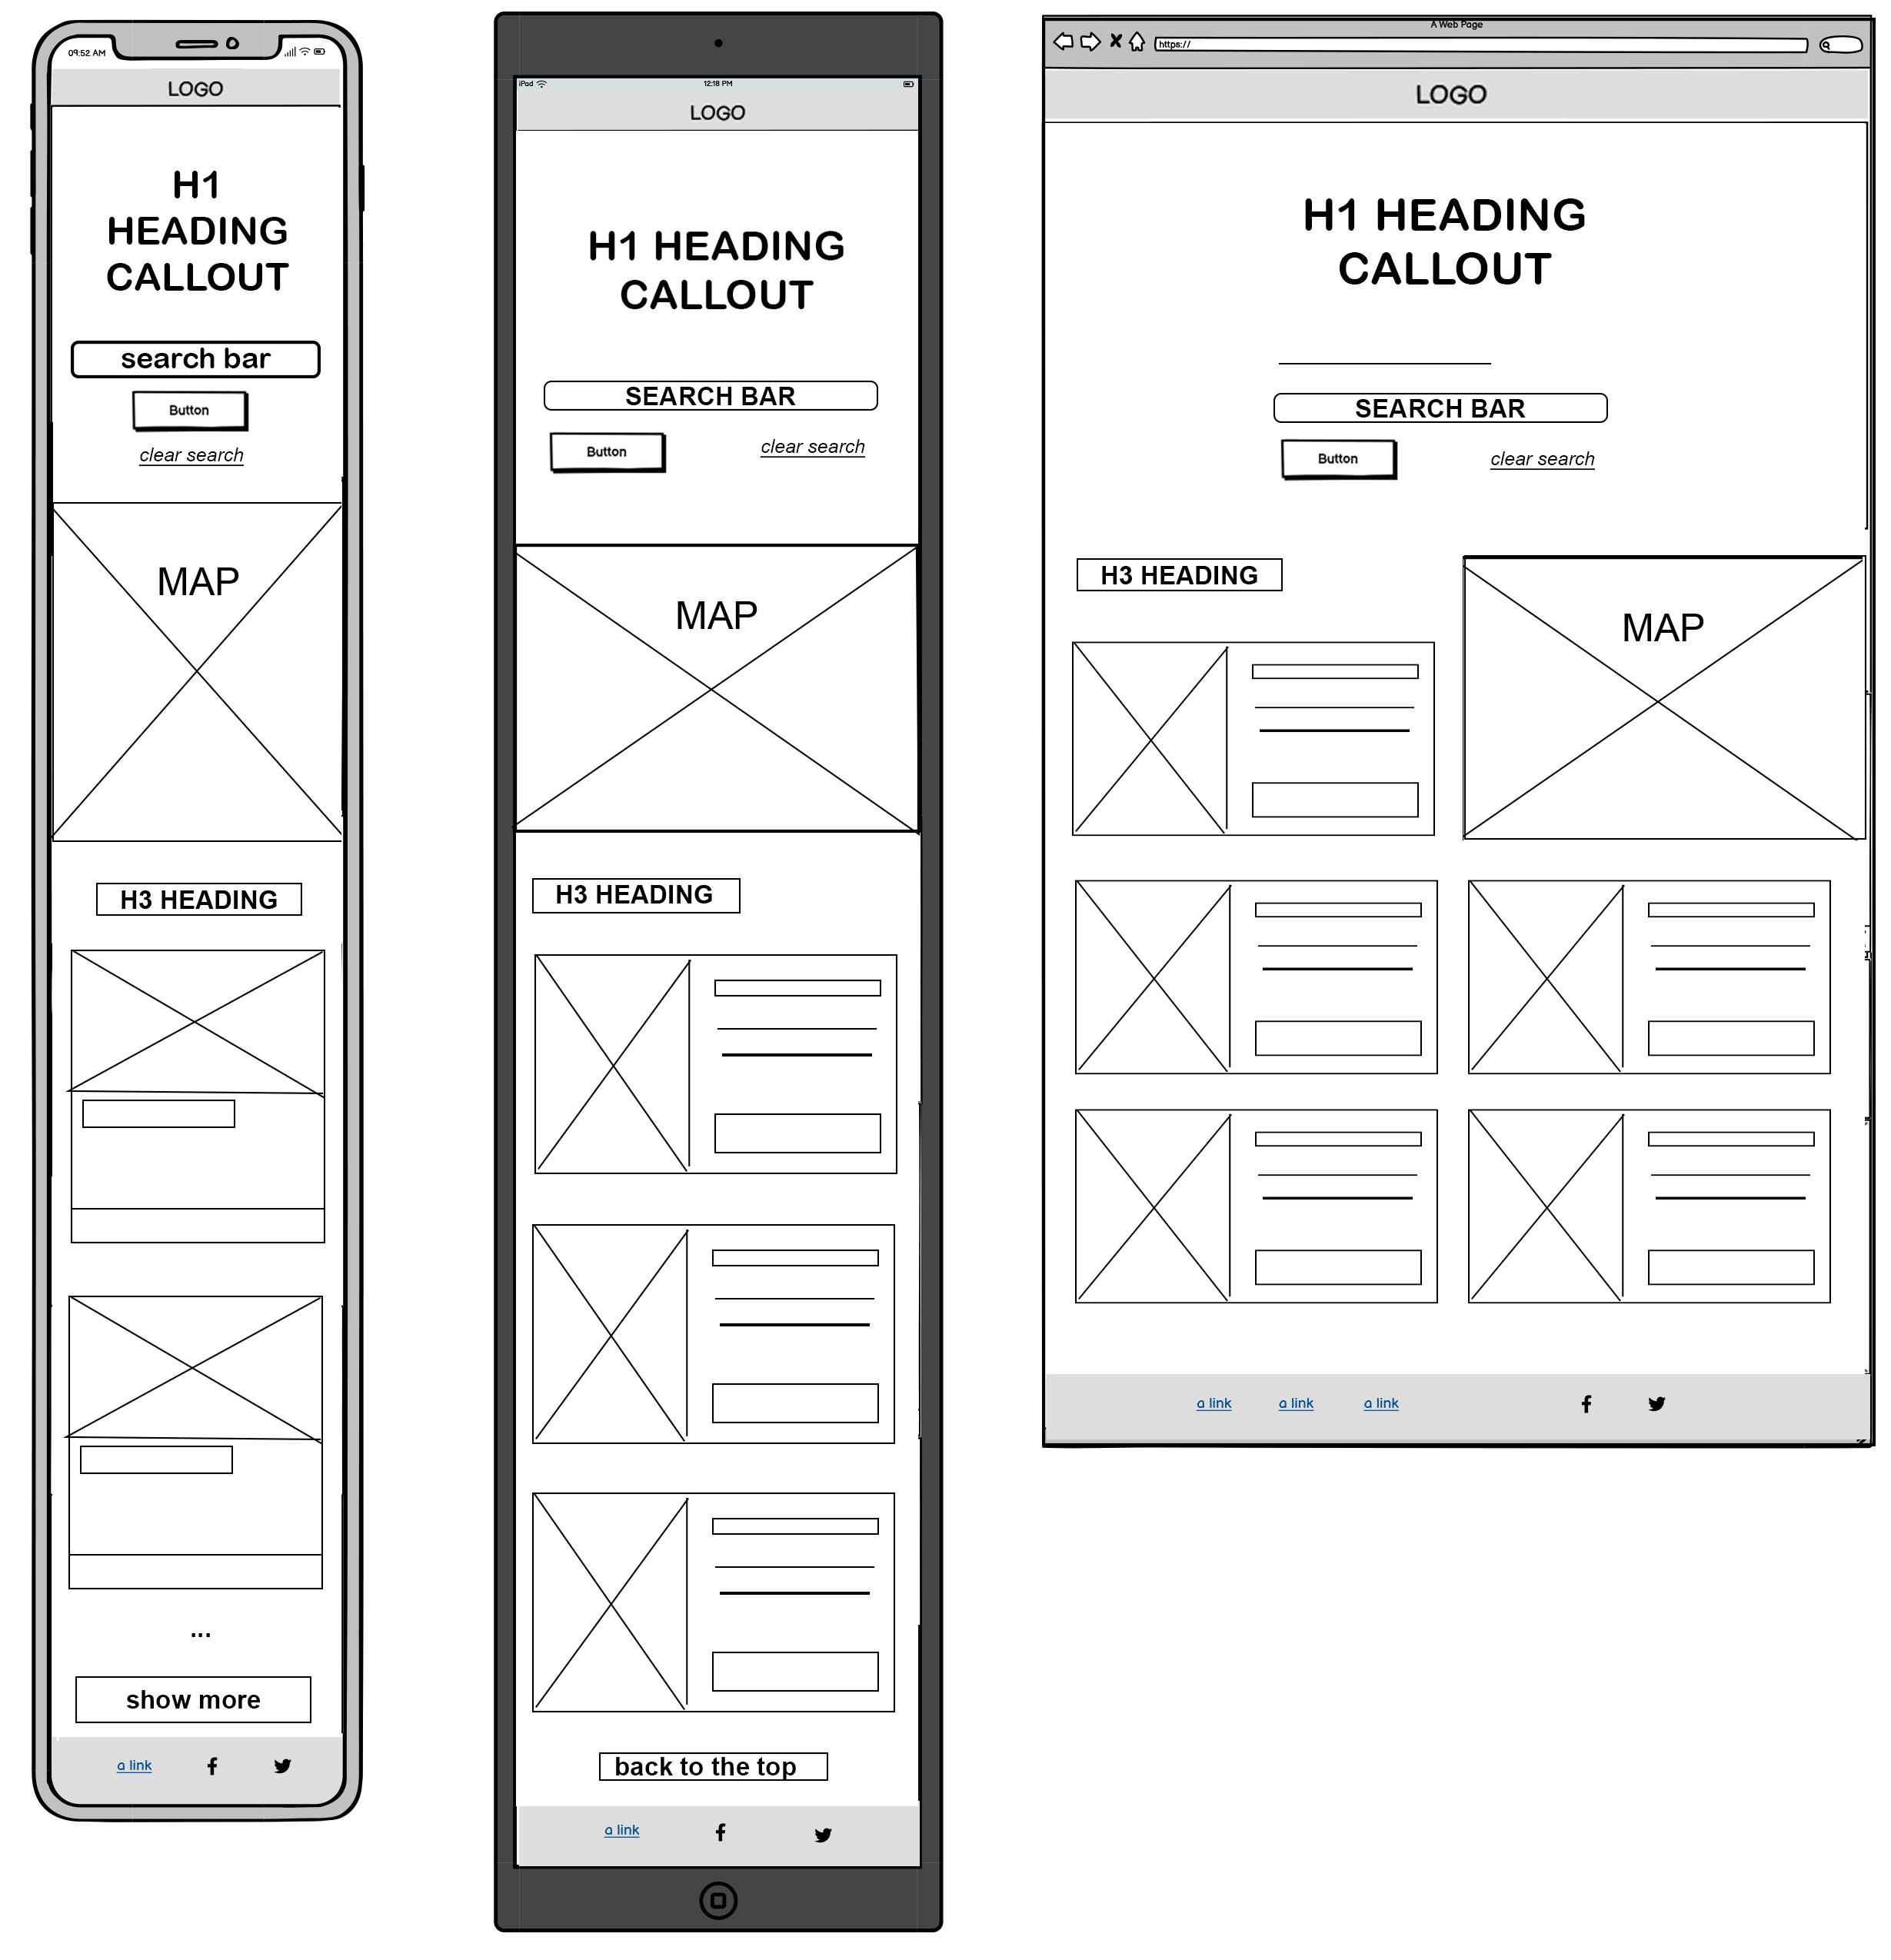 09:52 AM
LOGO
H1
HEADING
CALLOUT
search bar
Button
clear search
MAP
H3 HEADING
...
show more
a link
iPad
12:18 PM
LOGO
H1 HEADING
CALLOUT
SEARCH BAR
Button
clear search
MAP
H3 HEADING
back to the top
a link
A Web Page
https://
LOGO
H1 HEADING
CALLOUT
SEARCH BAR
Button
clear search
H3 HEADING
MAP
a link a link a link